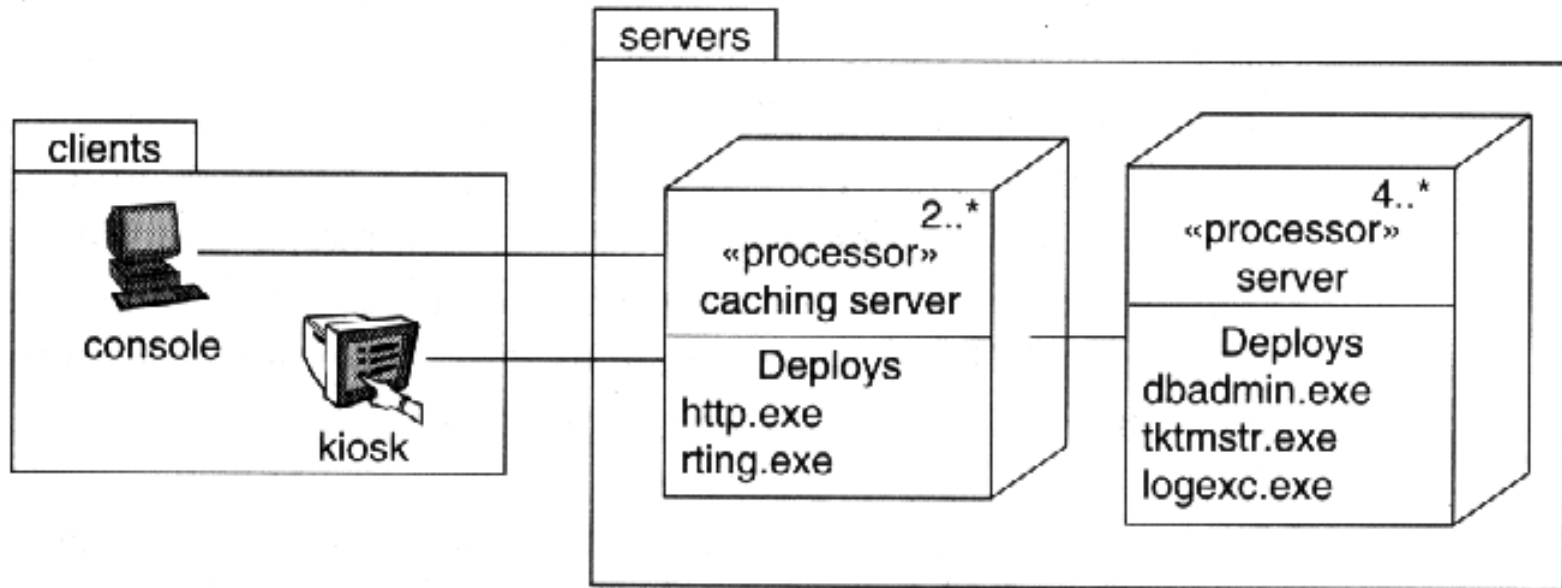 servers
clients
console
kiosk
2..*
«processor»
caching server
Deploys
http.exe
rting.exe
4..*
«processor»
server
Deploys
dbadmin.exe
tktmstr.exe
logexc.exe